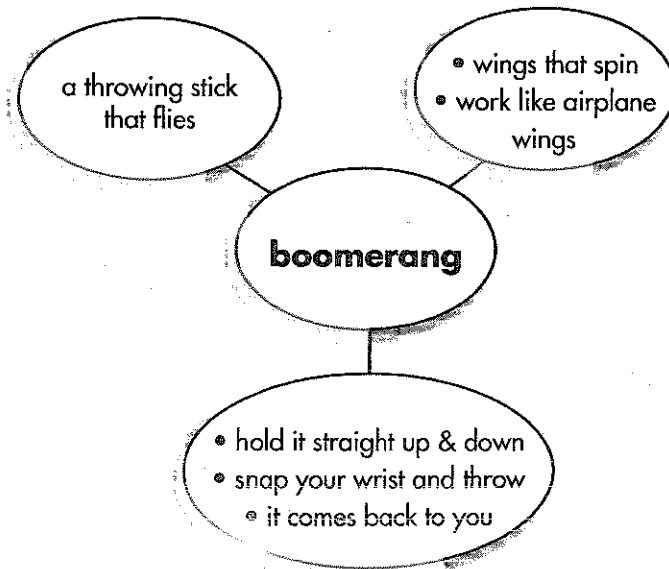 a throwing stick
that flies
• wings that spin
• work like airplane
wings
boomerang
• hold it straight up & down
• snap your wrist and throw
• it comes back to you